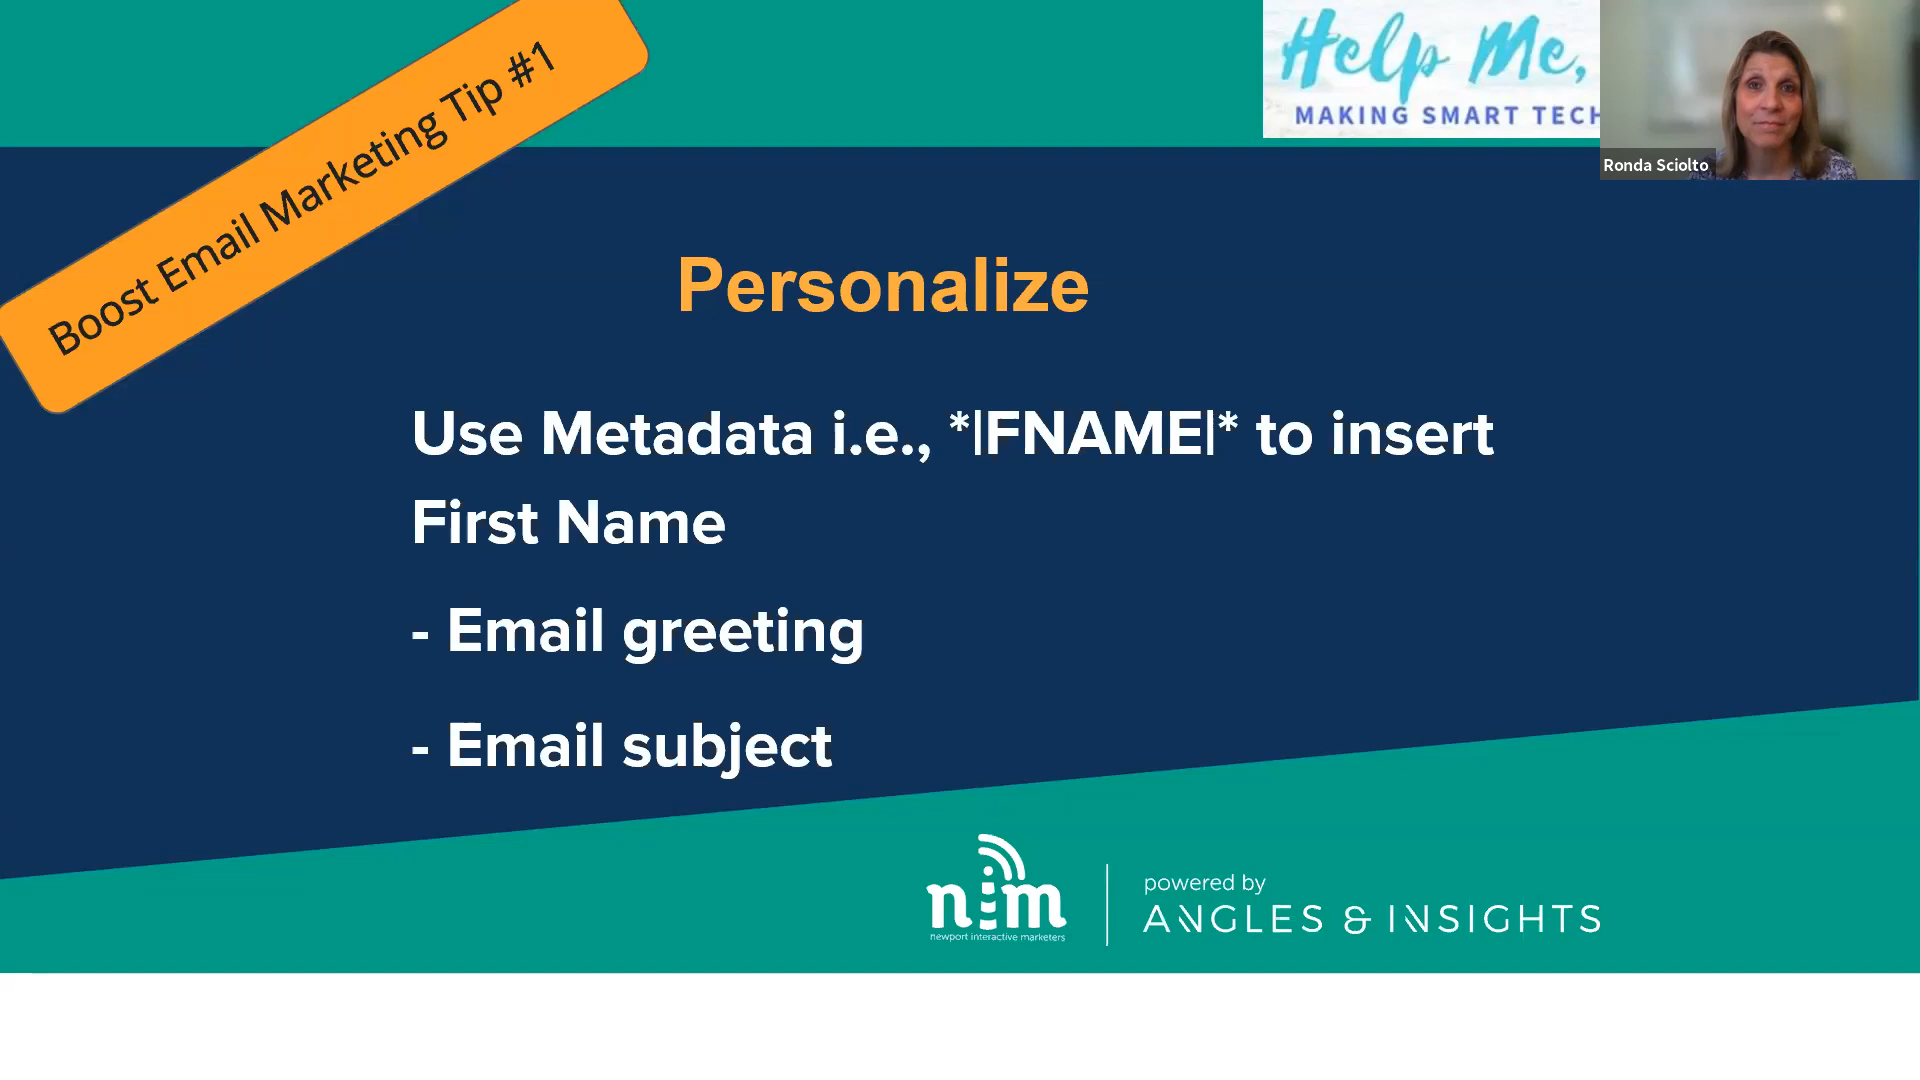 Boost Email Marketing Tip #1
Help Me,
MAKING SMART TECH
Ronda Sciolto
Personalize
Use Metadata i.e., *|FNAME|* to insert
First Name
- Email greeting
- Email subject
nim
newport interactive marketers
powered by
ANGLES & INSIGHTS